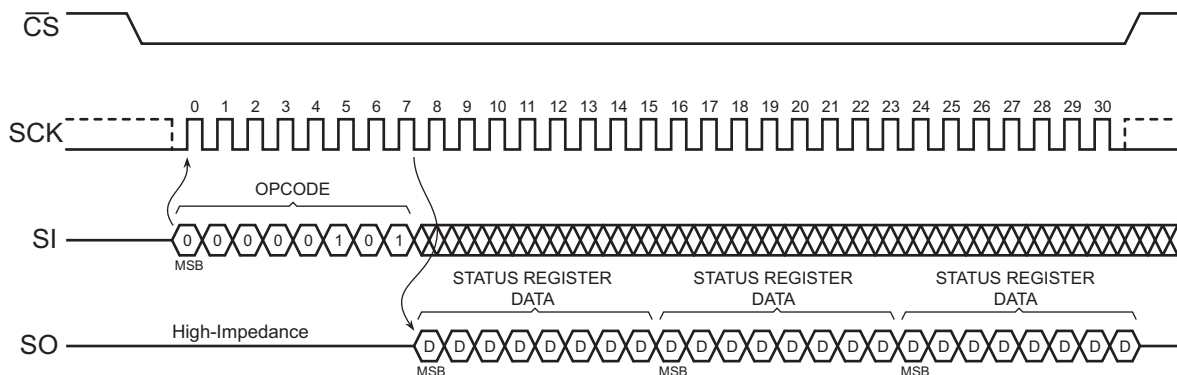 CS
0 1 2 3 4 5 6 7 8 9 10 11 12 13 14 15 16 17 18 19 20 21 22 23 24 25 26 27 28 29 30
SCK
OPCODE
SI 0 0 0 0 0 1 0 1
MSB
STATUS REGISTER DATA
STATUS REGISTER DATA
STATUS REGISTER DATA
High-Impedance
SO D D D D D D D D D D D D D D D D D D D D D D D D
MSB MSB MSB